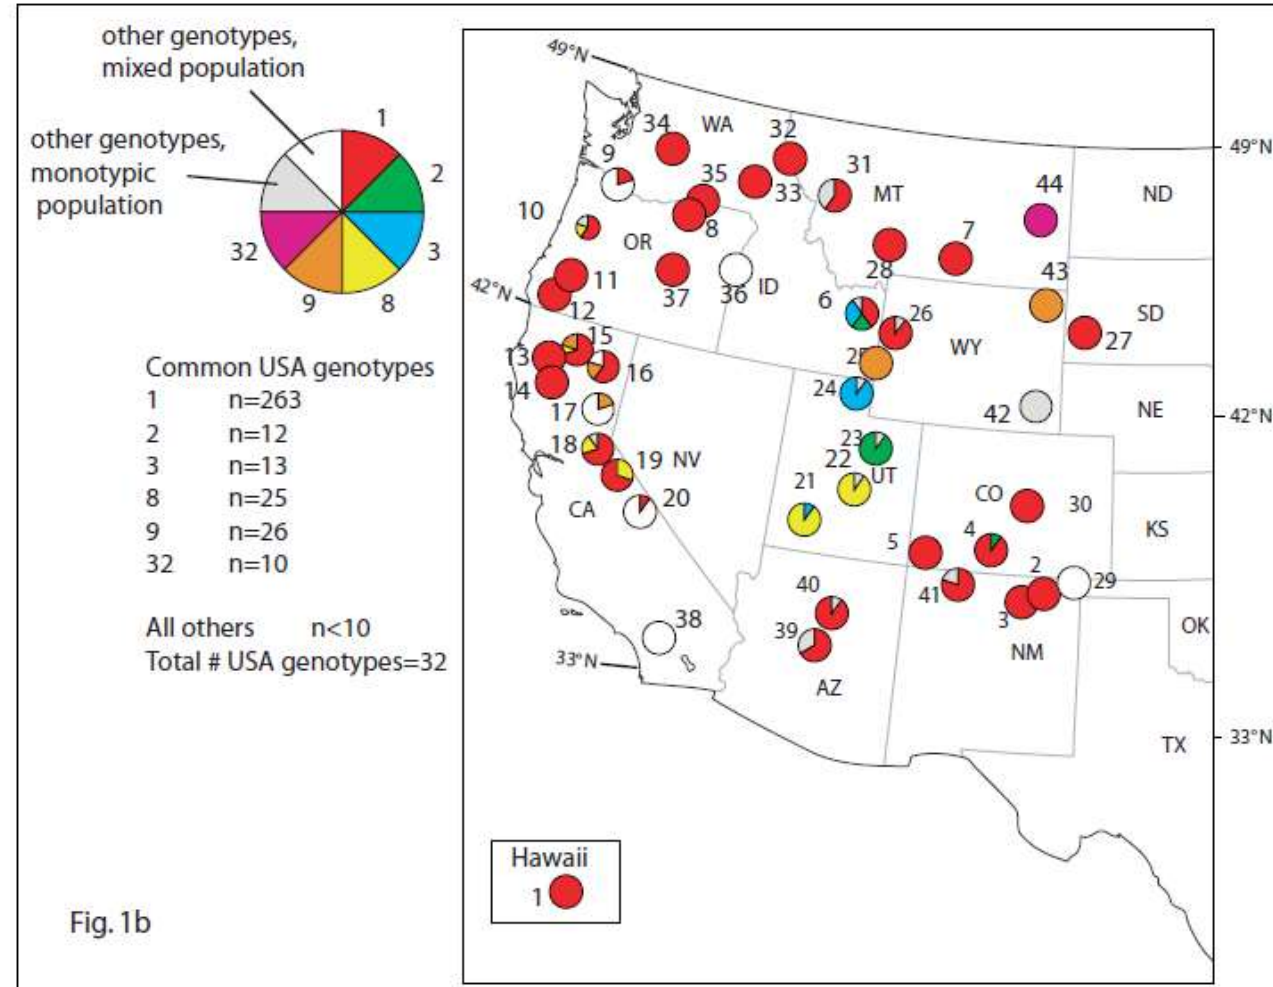 other genotypes,
mixed population
other genotypes,
monotypic
population
1
2
3
8
9
32
Common USA genotypes
1 n=263
2 n=12
3 n=13
8 n=25
9 n=26
32 n=10
All others n<10
Total # USA genotypes=32
Fig. 1b
49°N
34
WA
32
49°N
9
35
33
31
MT
44
ND
10
8
OR
7
28
43
42°N
11
37
36
ID
6
26
SD
12
27
15
25
WY
13
16
14
24
42
NE
42°N
17
23
18
19
NV
22
UT
21
CO
30
CA
20
4
KS
5
2
29
40
41
3
38
39
OK
33°N
NM
AZ
33°N
TX
Hawaii
1